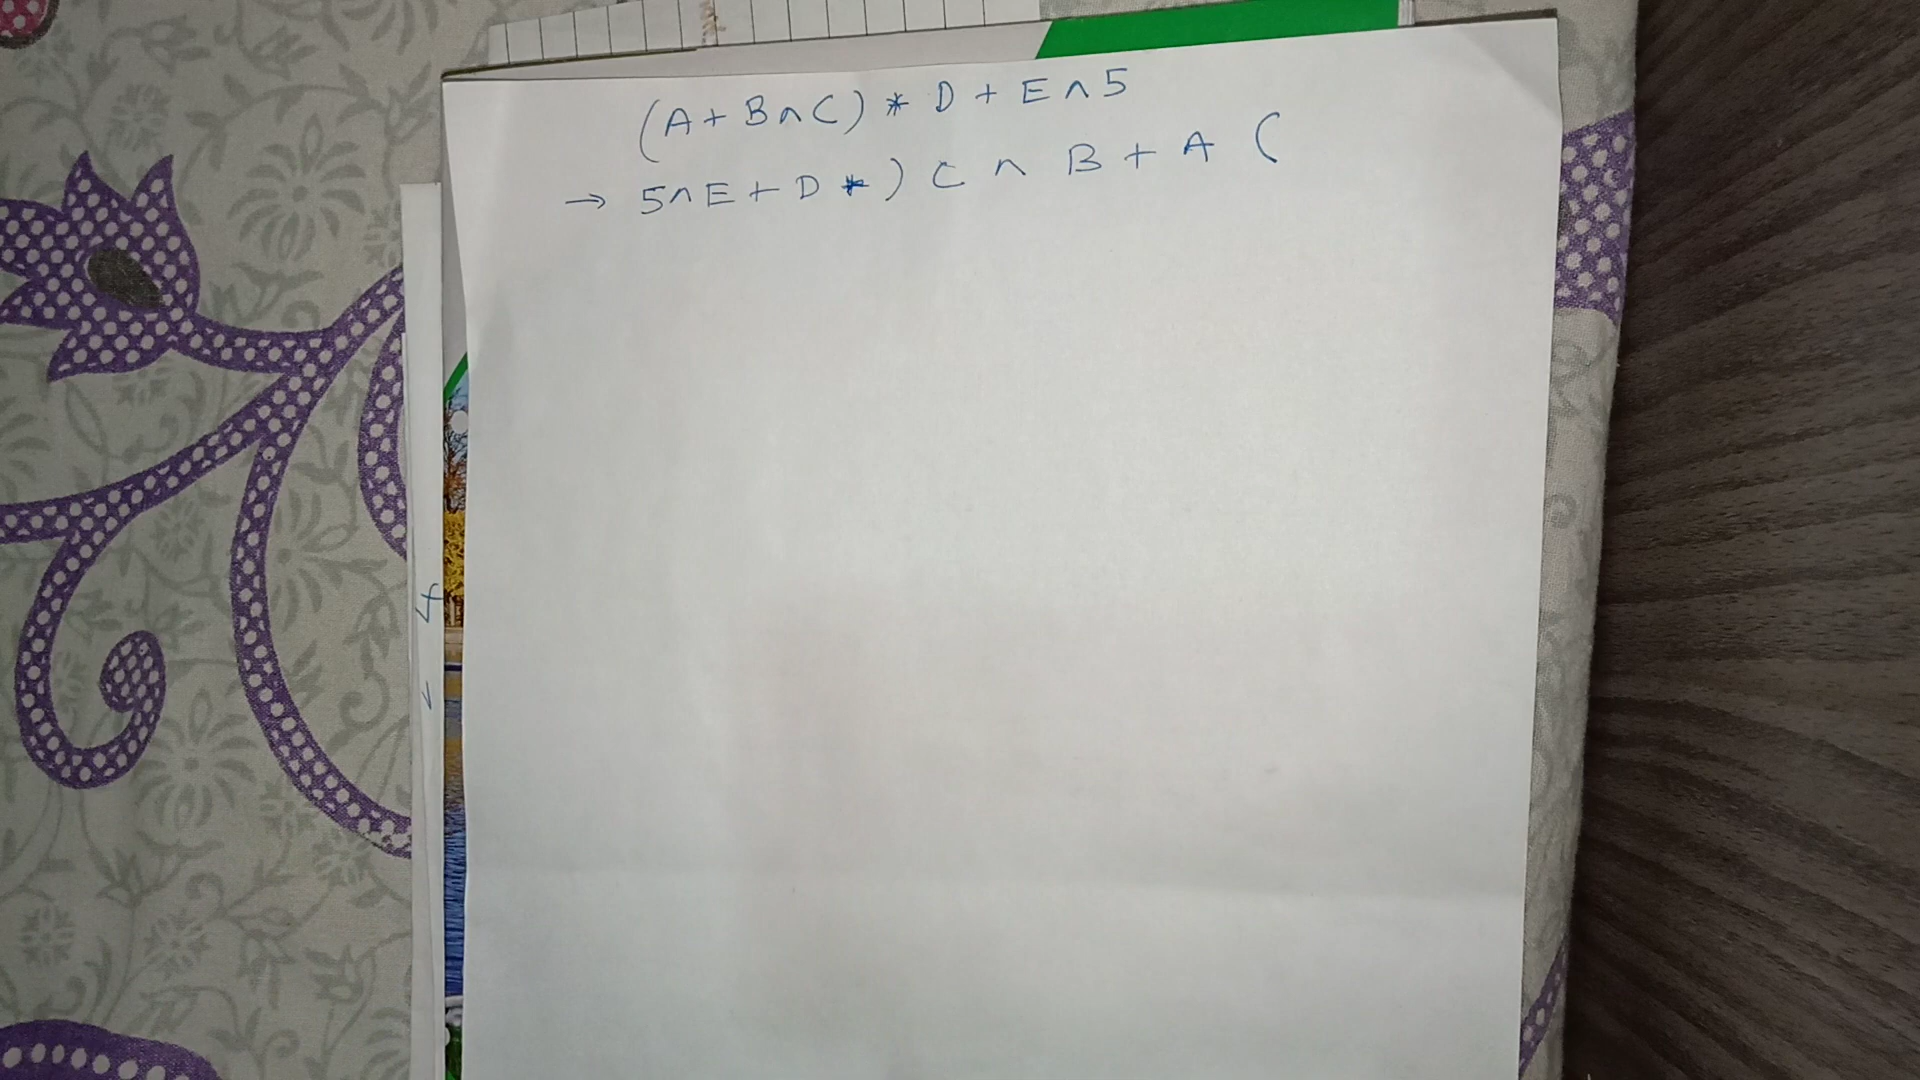 (A+B^C) * D + E^5
→ 5^E + D *) C ^ B + A (